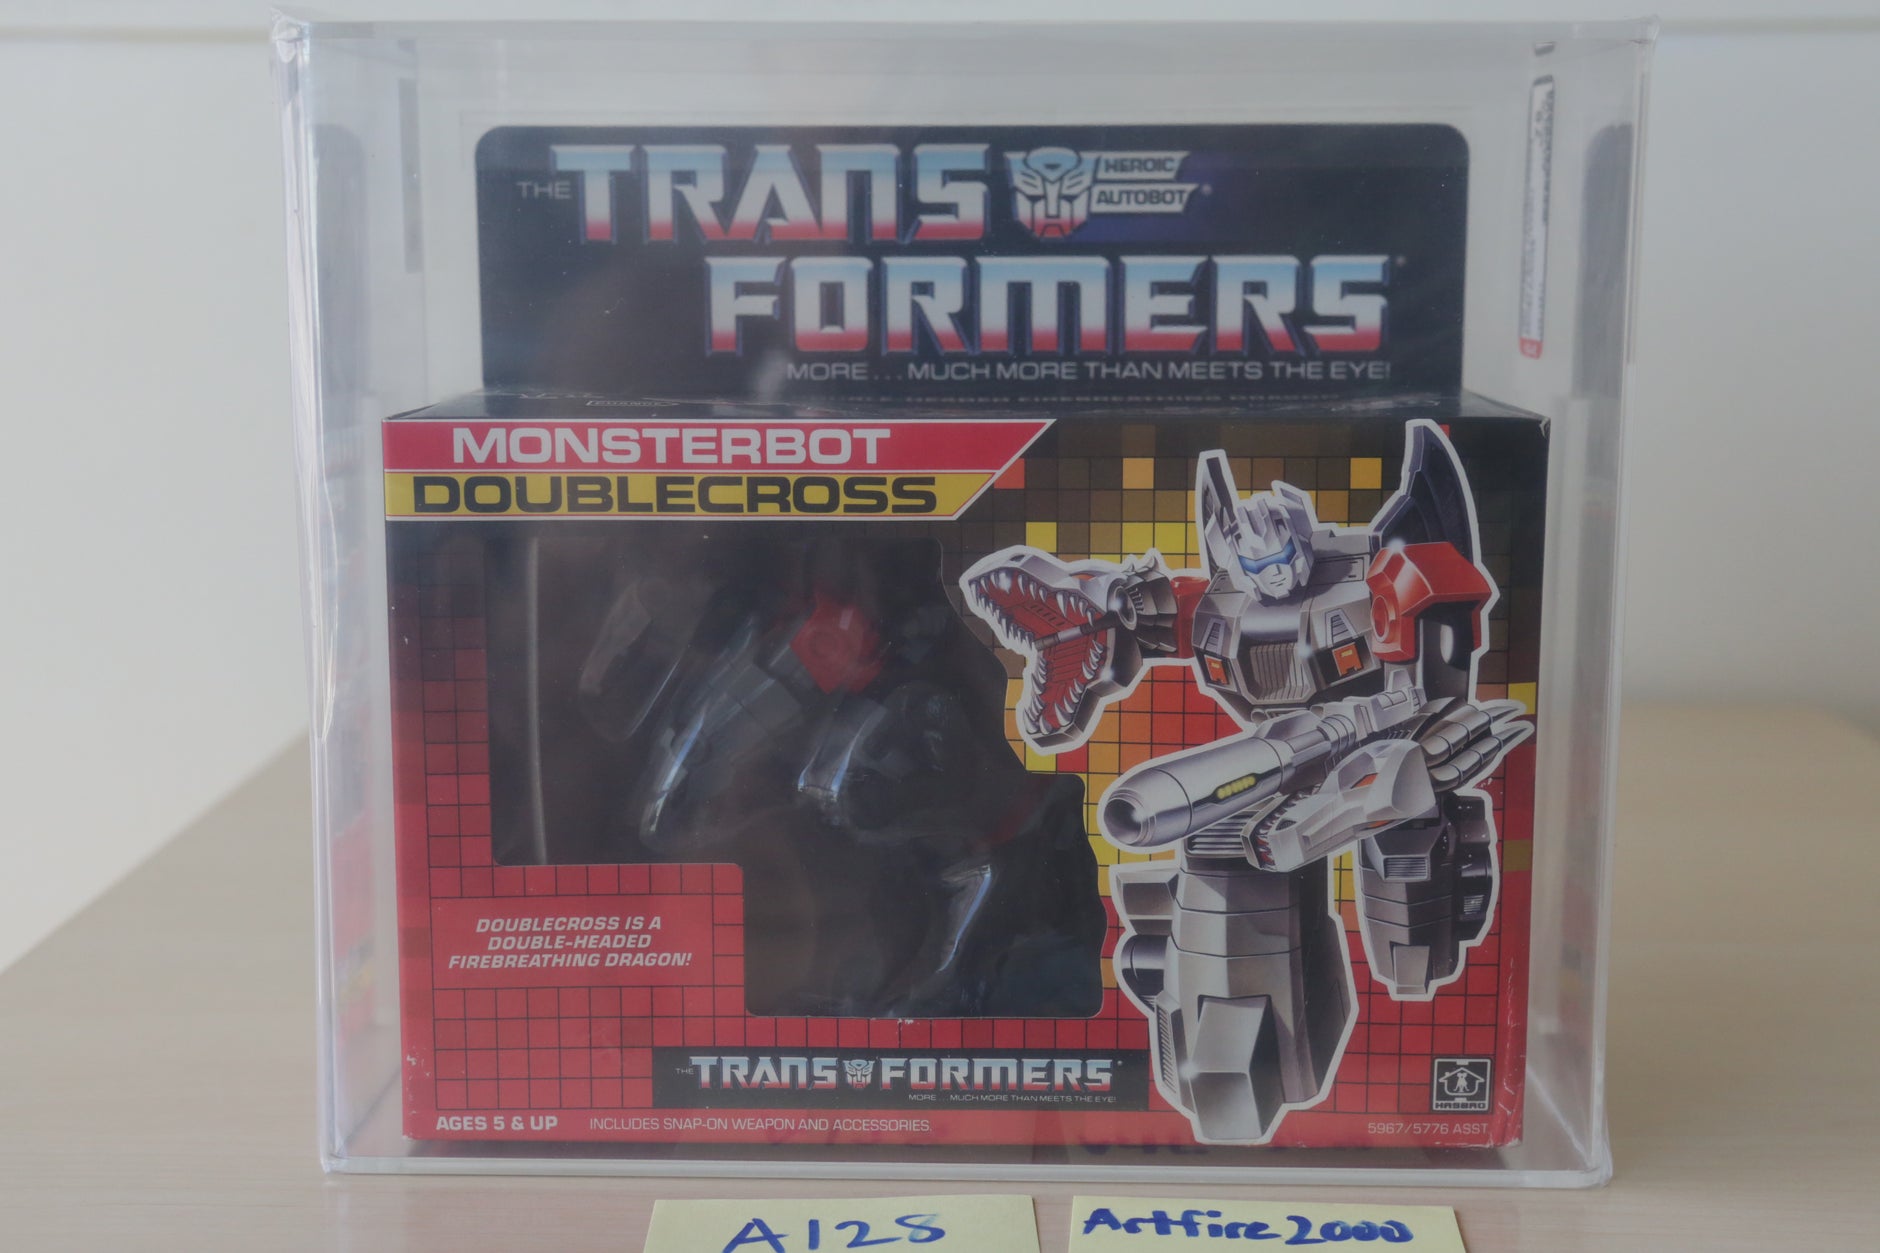 THE TRANS
HEROIC
AUTOBOT
FORMERS
MORE...MUCH MORE THAN MEETS THE EYE!
MONSTERBOT
DOUBLECROSS
DOUBLECROSS IS A
DOUBLE-HEADED
FIREBREATHING DRAGON!
THE TRANSFORMERS
MORE...MUCH MORE THAN MEETS THE EYE!
HASBRO
AGES 5 & UP
INCLUDES SNAP-ON WEAPON AND ACCESSORIES.
5967/5776 ASST.
A128
Artfire2000